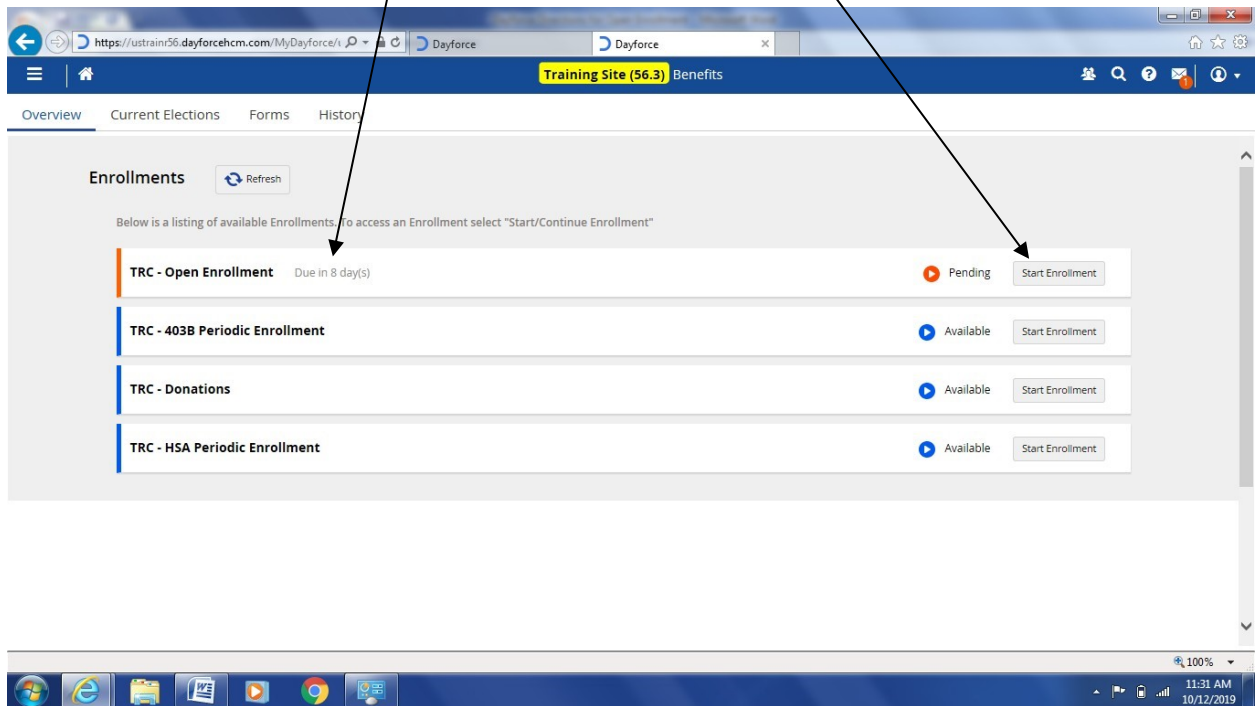 https://ustrainr56.dayforcehcm.com/MyDayforce/
Dayforce
Dayforce
Training Site (56.3) Benefits
1
Overview Current Elections Forms History
Enrollments Refresh
Below is a listing of available Enrollments. To access an Enrollment select "Start/Continue Enrollment"
TRC - Open Enrollment Due in 8 day(s) Pending Start Enrollment
TRC - 403B Periodic Enrollment Available Start Enrollment
TRC - Donations Available Start Enrollment
TRC - HSA Periodic Enrollment Available Start Enrollment
100%
11:31 AM
10/12/2019